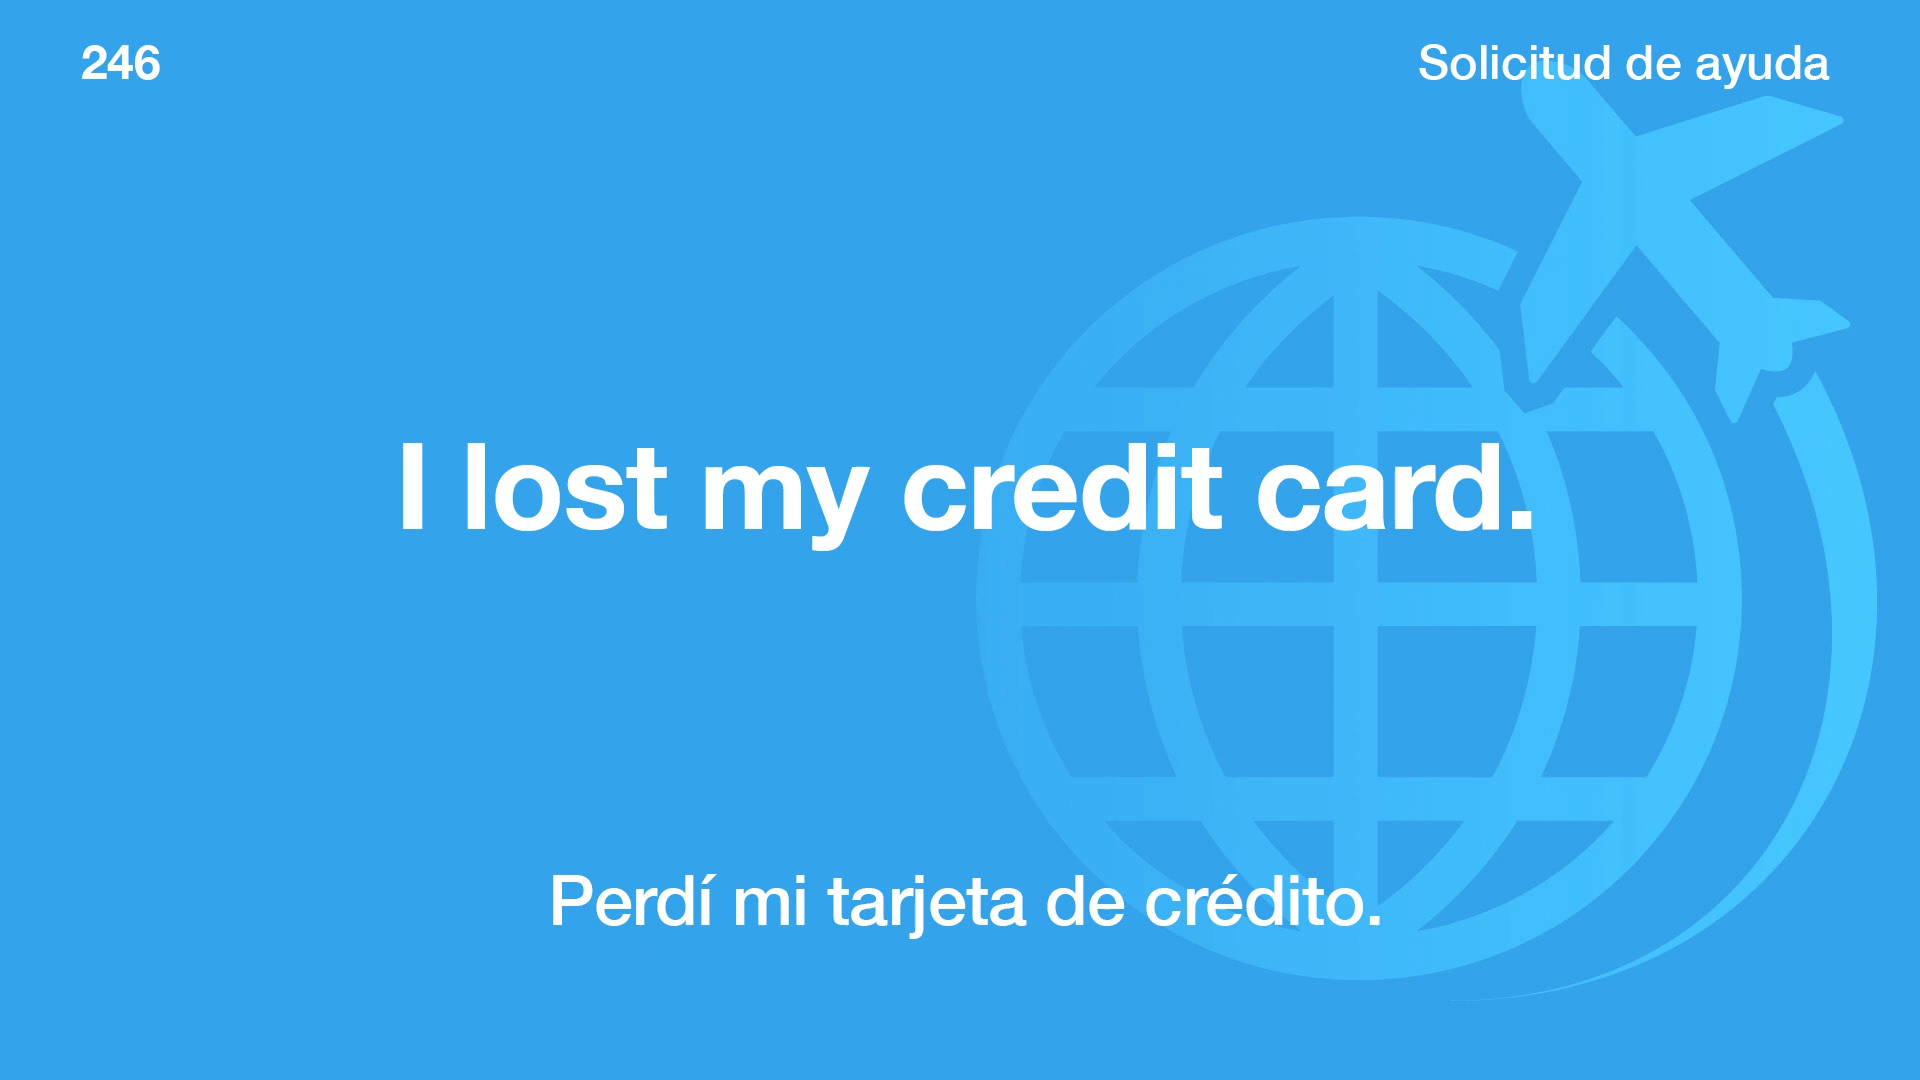 246
Solicitud de ayuda
I lost my credit card.
Perdí mi tarjeta de crédito.